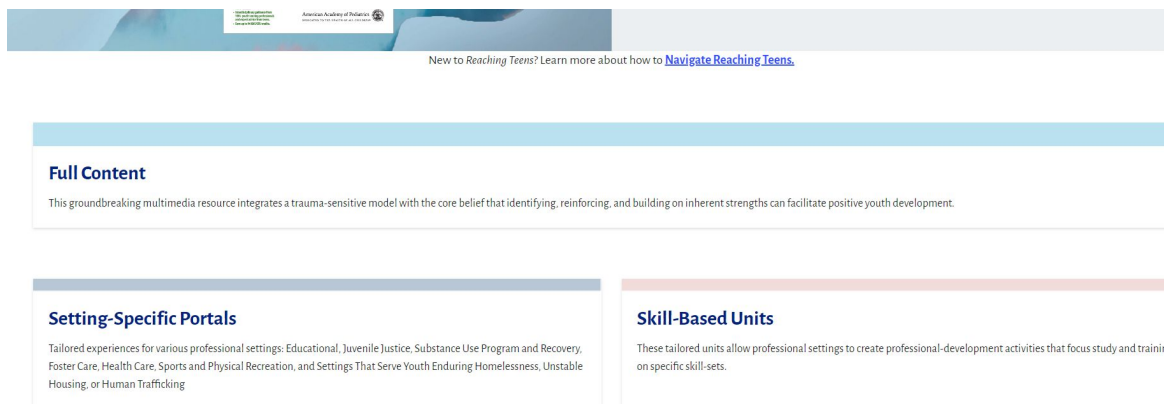 American Academy of Pediatrics
New to Reaching Teens? Learn more about how to Navigate Reaching Teens.
Full Content
This groundbreaking multimedia resource integrates a trauma-sensitive model with the core belief that identifying, reinforcing, and building on inherent strengths can facilitate positive youth development.
Setting-Specific Portals
Tailored experiences for various professional settings: Educational, Juvenile Justice, Substance Use Program and Recovery,
Foster Care, Health Care, Sports and Physical Recreation, and Settings That Serve Youth Enduring Homelessness, Unstable
Housing, or Human Trafficking
Skill-Based Units
These tailored units allow professional settings to create professional-development activities that focus study and trainin
on specific skill-sets.